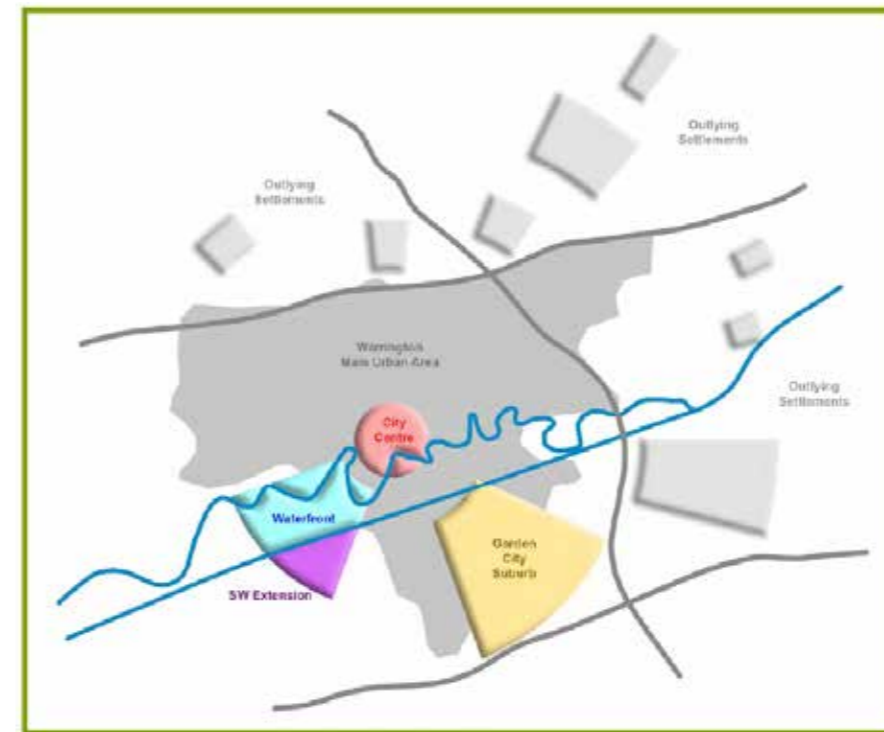 Outlying
Settlements
Outlying
Settlements
Warrington
Main Urban Area
Outlying
Settlements
City
Centre
Waterfront
Garden
City
Suburb
SW Extension